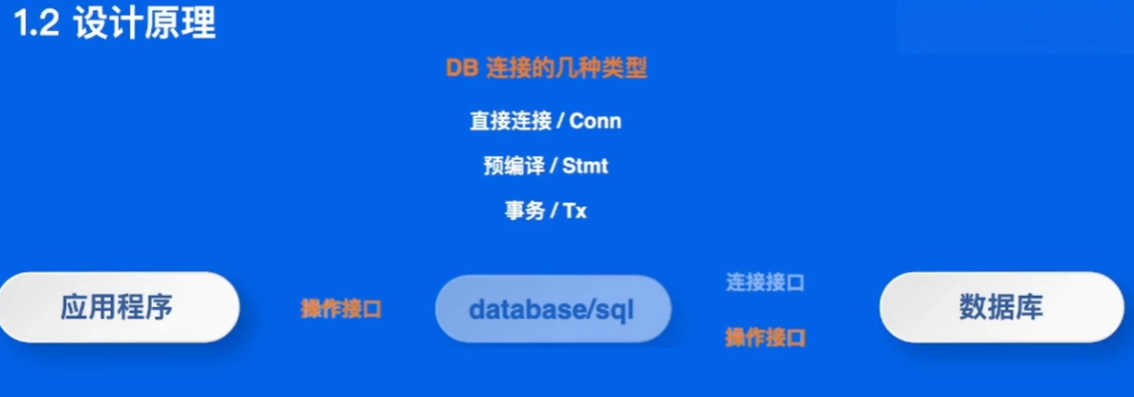 1.2 设计原理
DB 连接的几种类型
直接连接 / Conn
预编译 / Stmt
事务 / Tx
应用程序
操作接口
database/sql
连接接口
操作接口
数据库